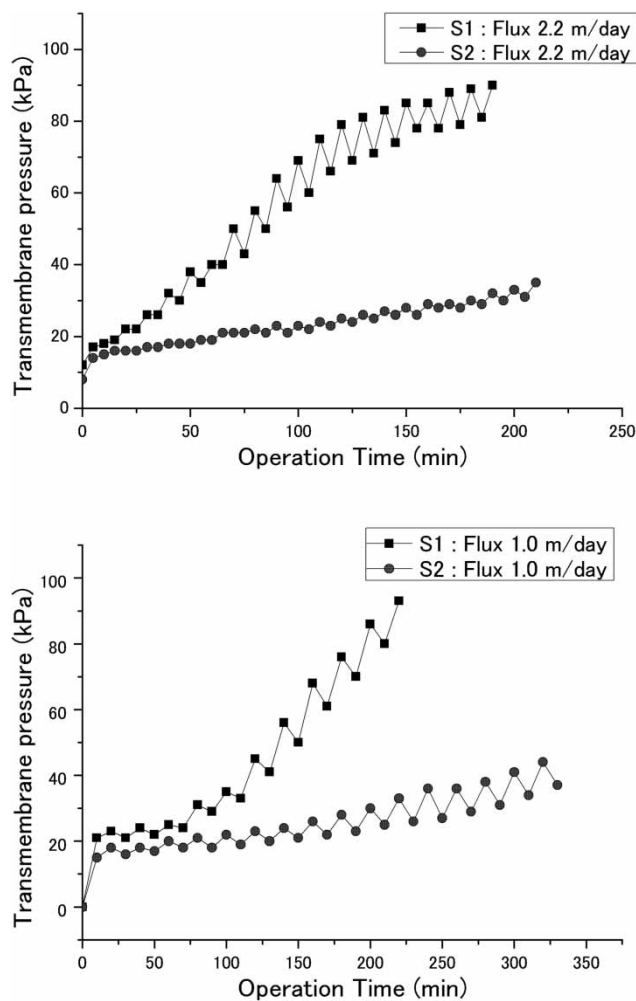 S1 : Flux 2.2 m/day
S2 : Flux 2.2 m/day
Transmembrane pressure (kPa)
100
80
60
40
20
0
0 50 100 150 200 250
Operation Time (min)
S1 : Flux 1.0 m/day
S2 : Flux 1.0 m/day
Transmembrane pressure (kPa)
100
80
60
40
20
0
0 50 100 150 200 250 300 350
Operation Time (min)